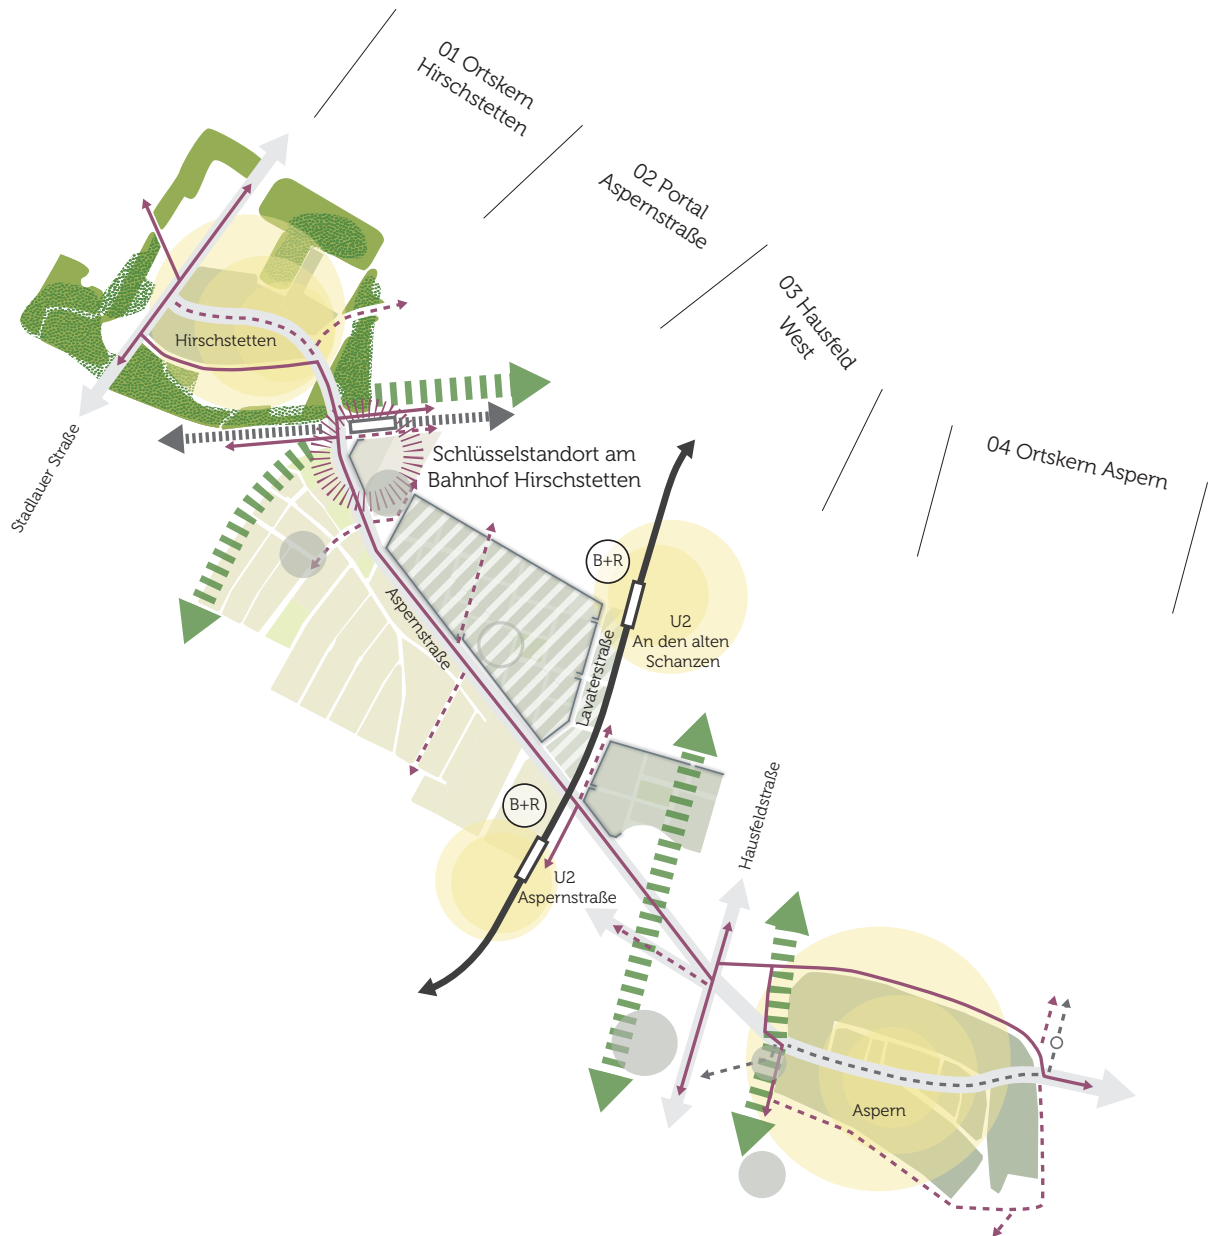 01 Ortskern
Hirschstetten
02 Portal
Aspernstraße
03 Hausfeld
West
04 Ortskern Aspern
Hirschstetten
Stadlauer Straße
Schlüsselstandort am
Bahnhof Hirschstetten
B+R
Aspernstraße
Lavaterstraße
U2
An den alten
Schanzen
B+R
Hausfeldstraße
U2
Aspernstraße
Aspern